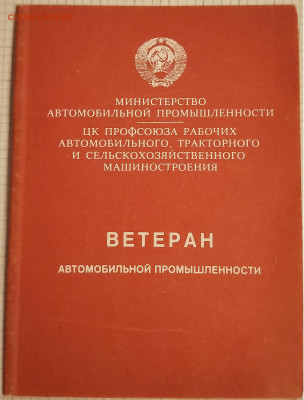 МИНИСТЕРСТВО
АВТОМОБИЛЬНОЙ ПРОМЫШЛЕННОСТИ
ЦК ПРОФСОЮЗА РАБОЧИХ
АВТОМОБИЛЬНОГО, ТРАКТОРНОГО
И СЕЛЬСКОХОЗЯЙСТВЕННОГО
МАШИНОСТРОЕНИЯ
ВЕТЕРАН
АВТОМОБИЛЬНОЙ ПРОМЫШЛЕННОСТИ